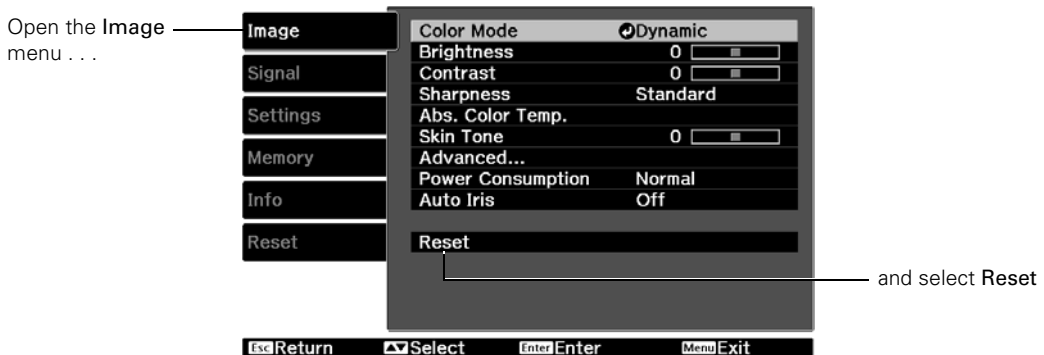 Open the Image
menu . . .
Image
Signal
Settings
Memory
Info
Reset
Color Mode Dynamic
Brightness 0
Contrast 0
Sharpness Standard
Abs. Color Temp.
Skin Tone 0
Advanced...
Power Consumption Normal
Auto Iris Off
Reset
and select Reset
Esc Return Select Enter Enter Menu Exit